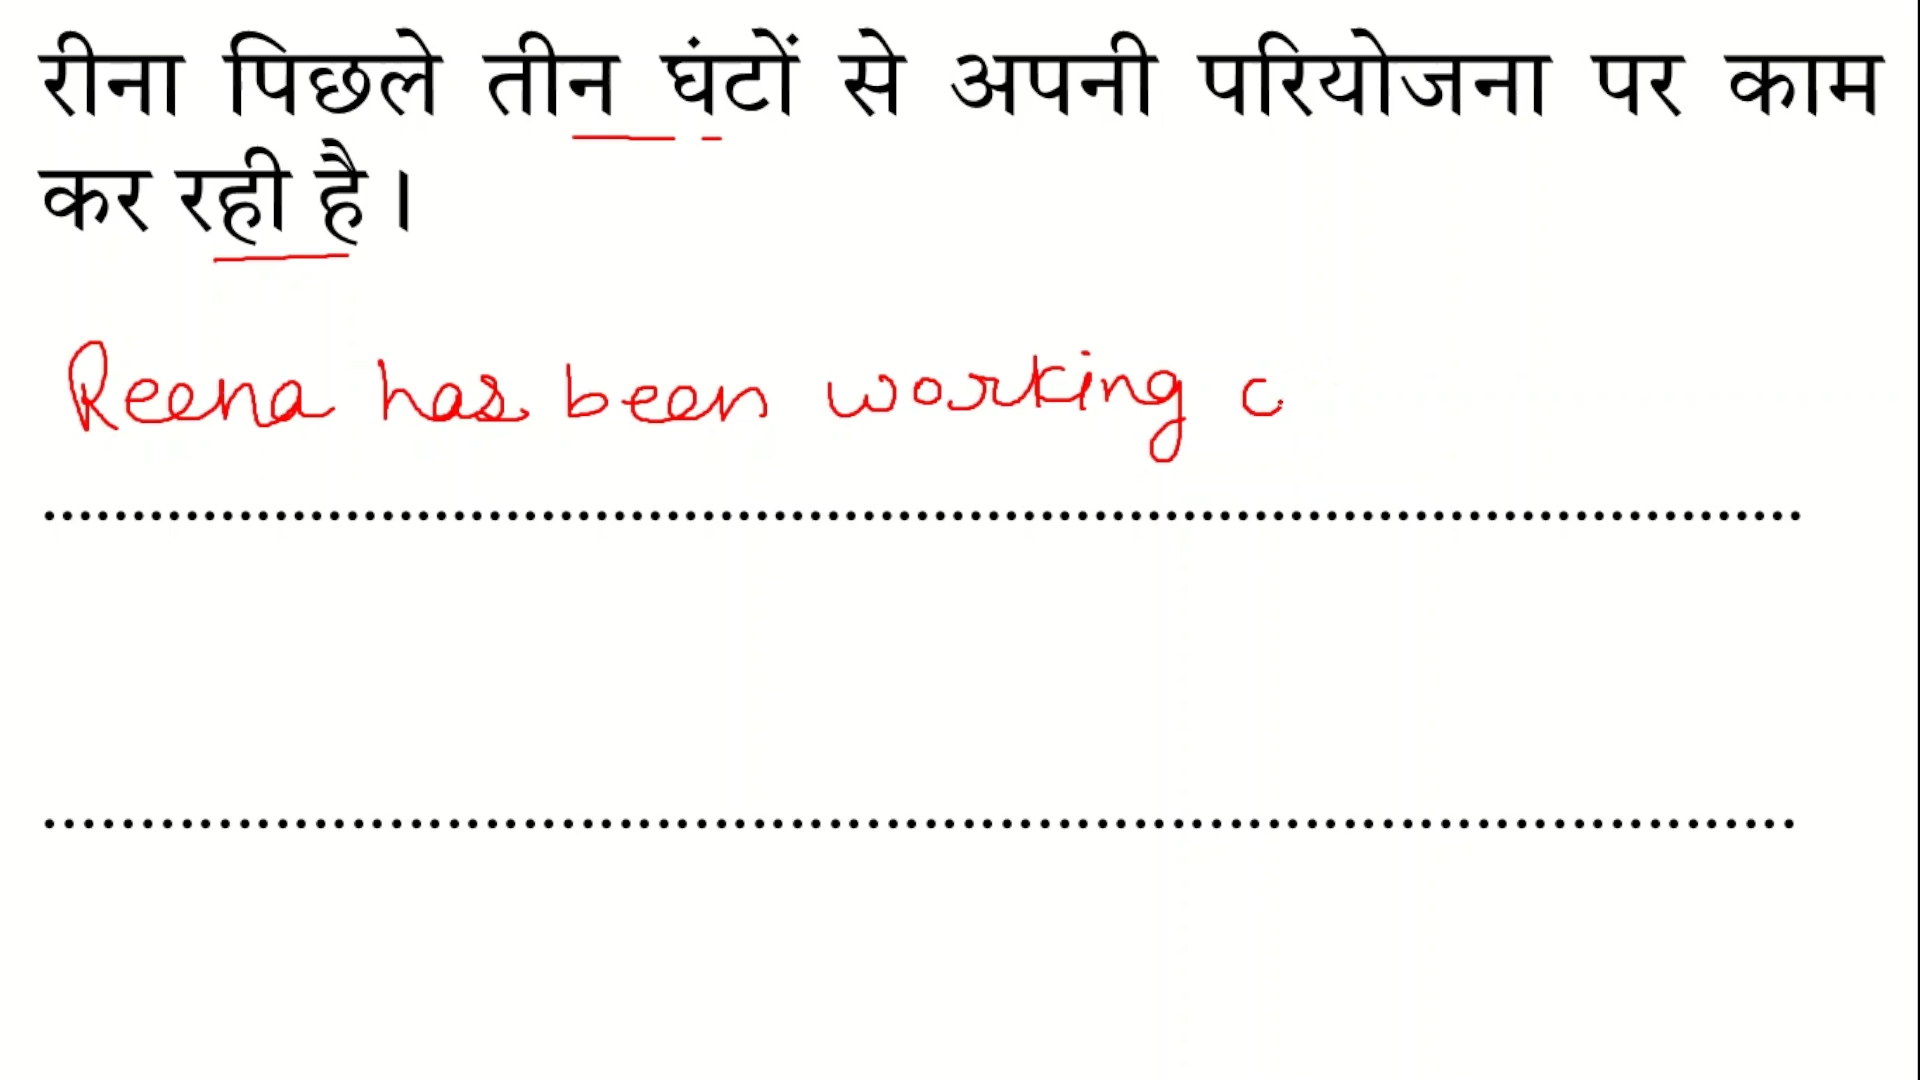 रीना पिछले तीन घंटों से अपनी परियोजना पर काम
कर रही है।
Reena has been working